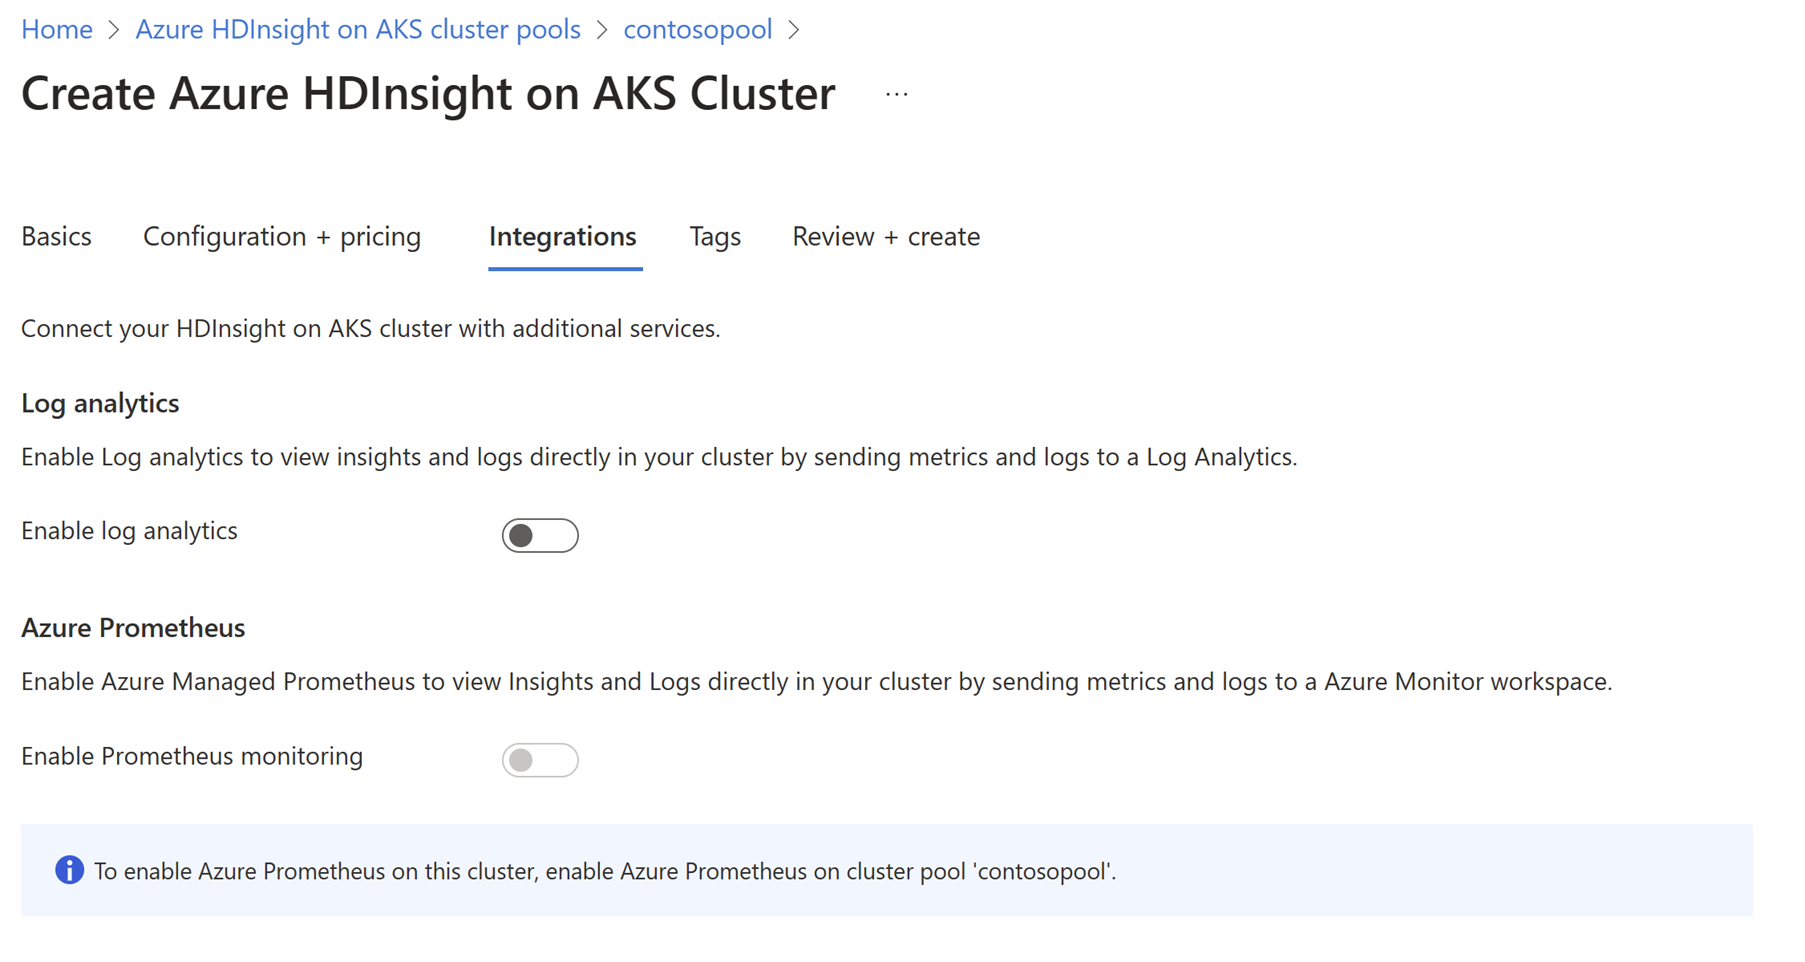 Home > Azure HDInsight on AKS cluster pools > contosopool >
Create Azure HDInsight on AKS Cluster ...
Basics Configuration + pricing Integrations Tags Review + create
Connect your HDInsight on AKS cluster with additional services.
Log analytics
Enable Log analytics to view insights and logs directly in your cluster by sending metrics and logs to a Log Analytics.
Enable log analytics
Azure Prometheus
Enable Azure Managed Prometheus to view Insights and Logs directly in your cluster by sending metrics and logs to a Azure Monitor workspace.
Enable Prometheus monitoring
To enable Azure Prometheus on this cluster, enable Azure Prometheus on cluster pool 'contosopool'.